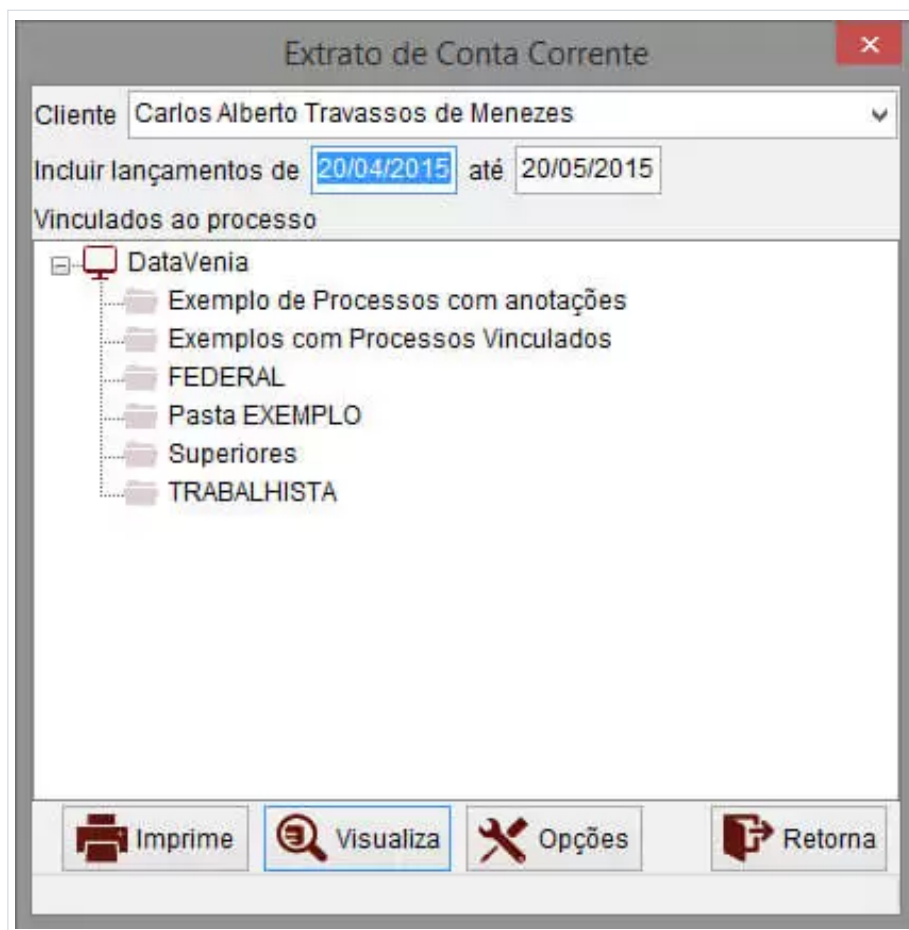 Extrato de Conta Corrente
Cliente Carlos Alberto Travassos de Menezes
Incluir lançamentos de 20/04/2015 até 20/05/2015
Vinculados ao processo
DataVenia
Exemplo de Processos com anotações
Exemplos com Processos Vinculados
FEDERAL
Pasta EXEMPLO
Superiores
TRABALHISTA
Imprime Visualiza Opções Retorna